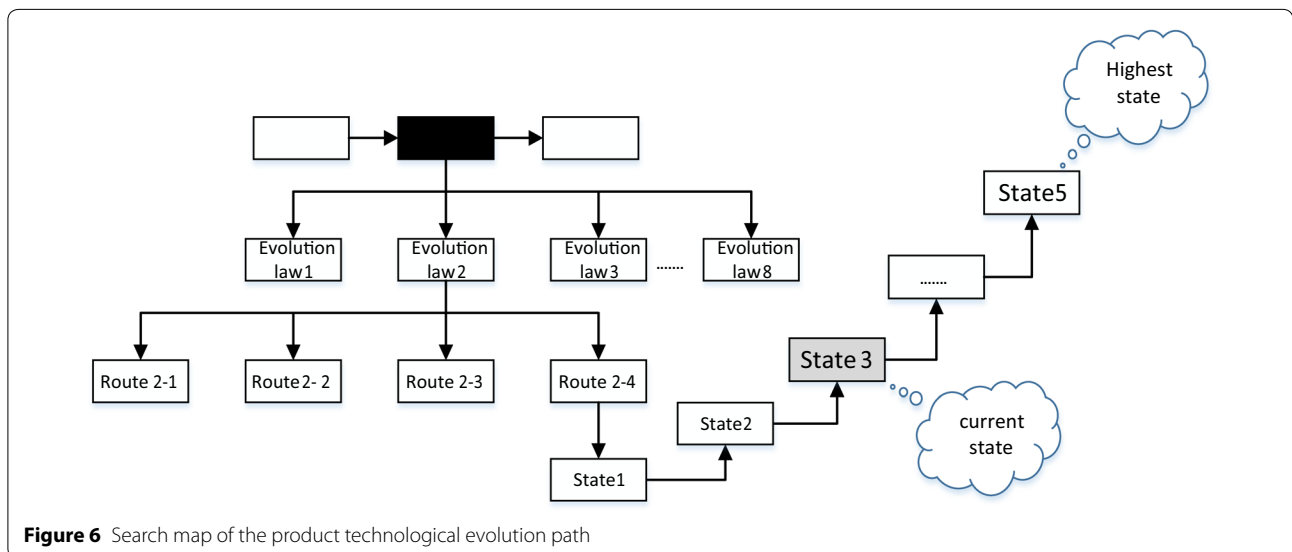 Highest
state
State5
Evolution
law1
Evolution
law2
Evolution
law3
.......
Evolution
law8
.......
State 3
Route 2-1
Route2- 2
Route 2-3
Route 2-4
State2
current
state
State1
Figure 6 Search map of the product technological evolution path